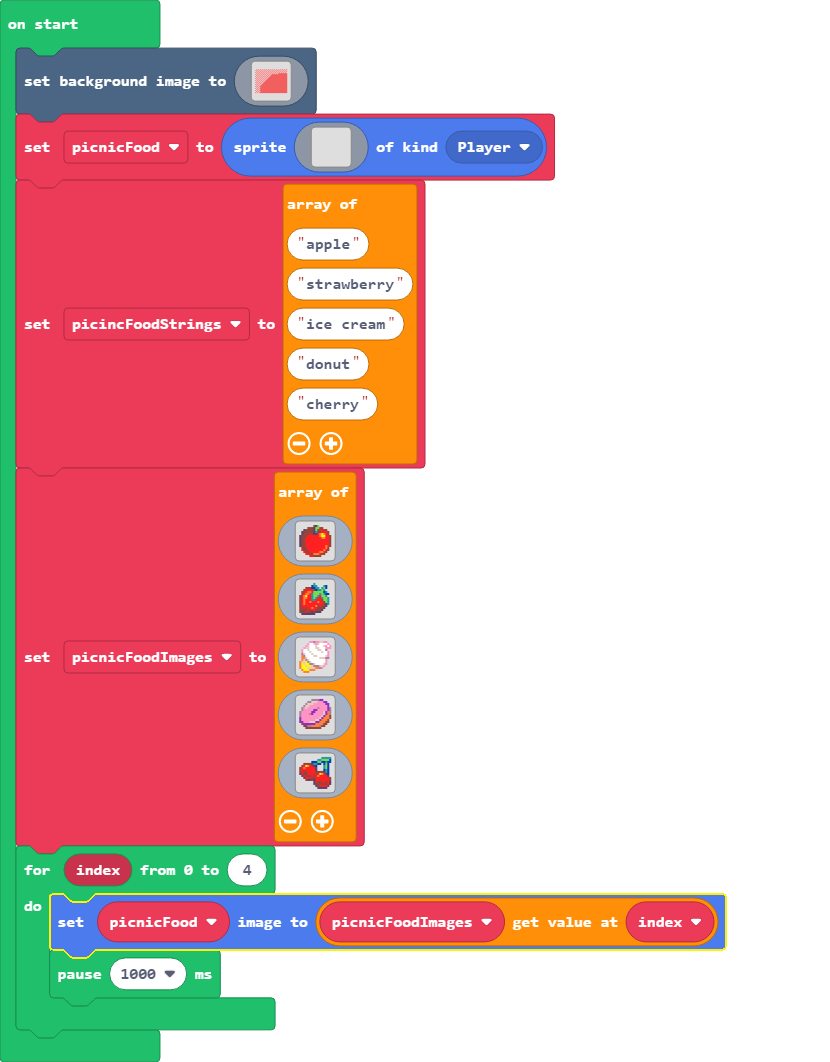 on start
set background image to
set picnicFood to sprite of kind Player
array of
"apple"
"strawberry"
set picincFoodStrings to "ice cream"
"donut"
"cherry"
array of
set picnicFoodImages to
for index from 0 to 4
do
set picnicFood image to picnicFoodImages get value at index
pause 1000 ms